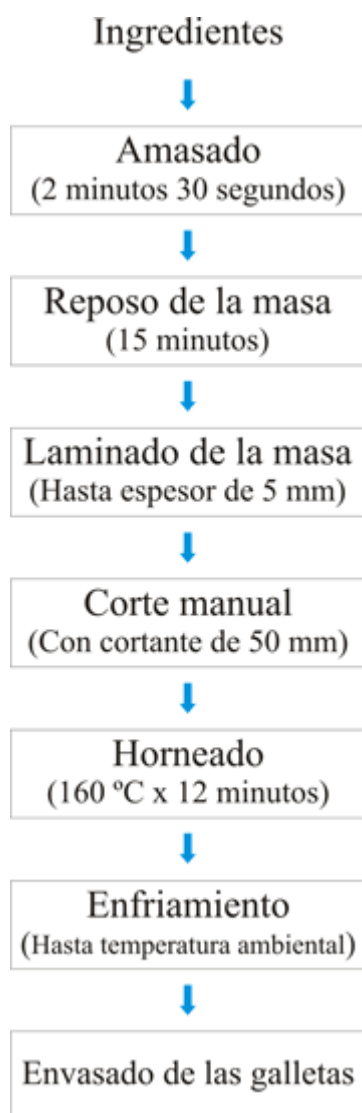 Ingredientes
Amasado
(2 minutos 30 segundos)
Reposo de la masa
(15 minutos)
Laminado de la masa
(Hasta espesor de 5 mm)
Corte manual
(Con cortante de 50 mm)
Horneado
(160 ºC x 12 minutos)
Enfriamiento
(Hasta temperatura ambiental)
Envasado de las galletas